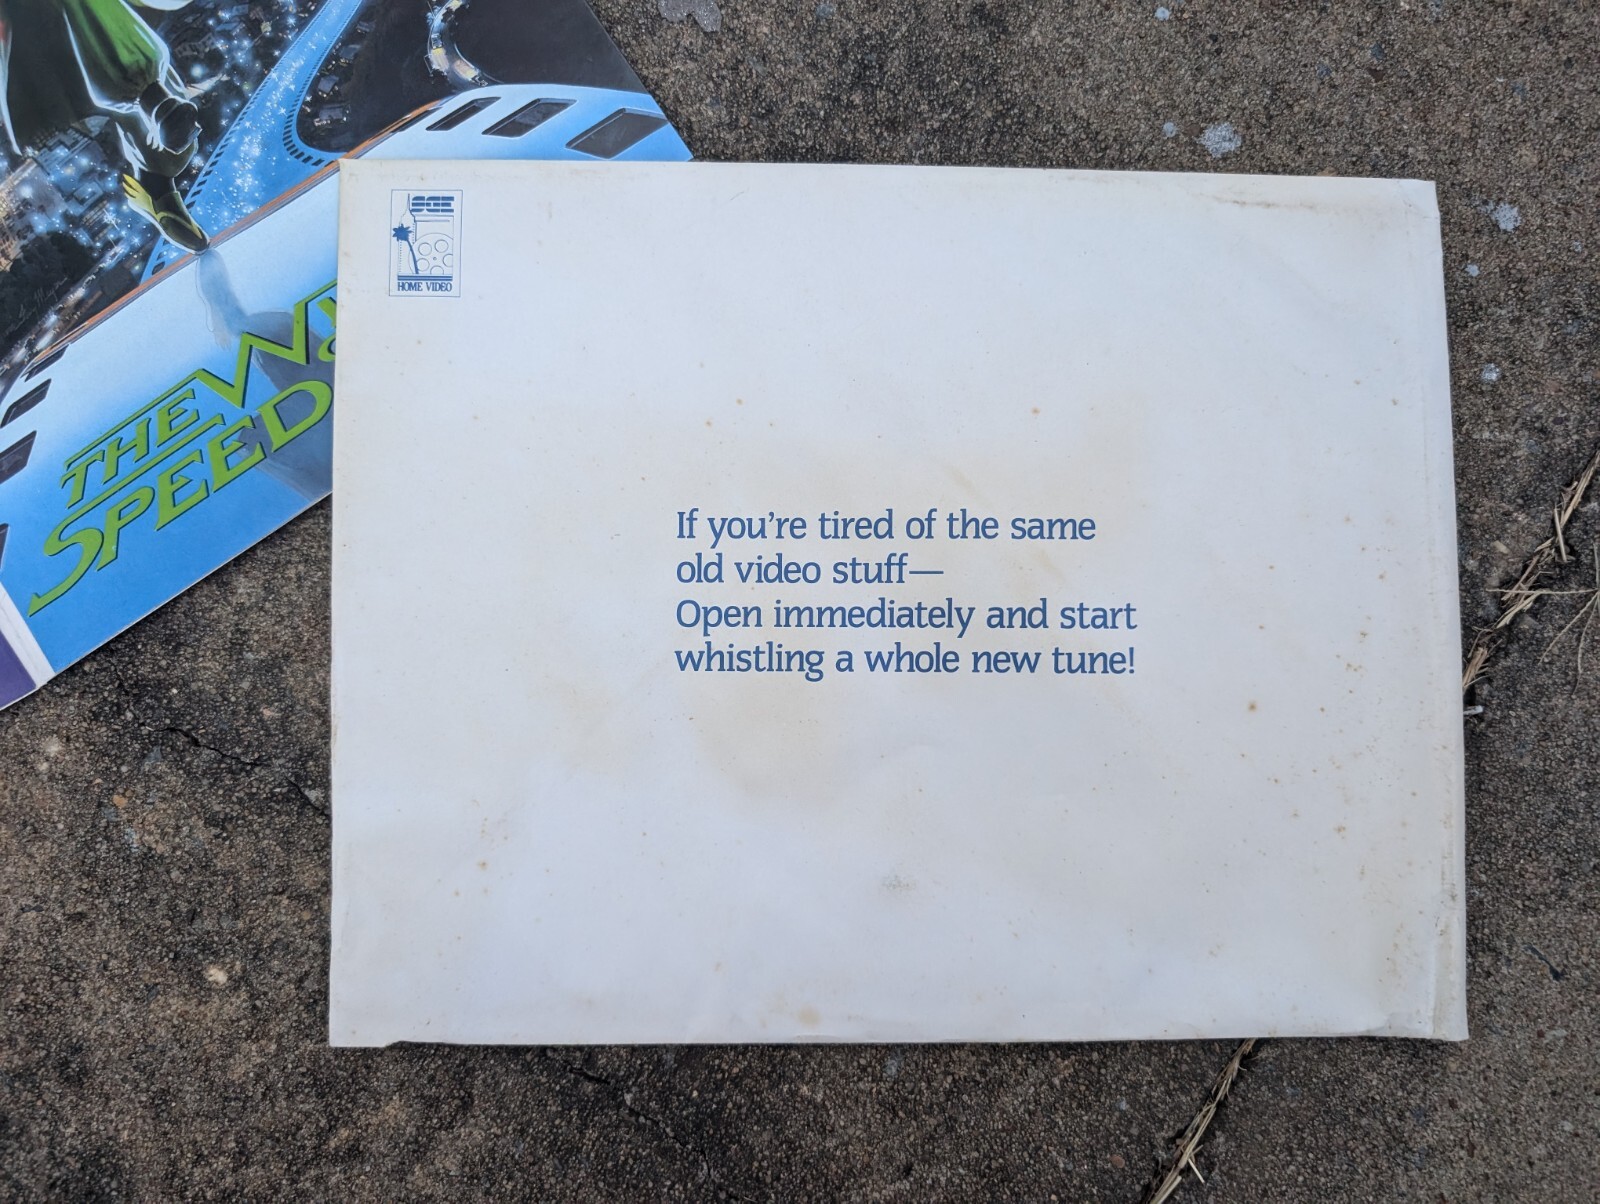 SGE
HOME VIDEO
If you're tired of the same
old video stuff—
Open immediately and start
whistling a whole new tune!
THE
SPEED